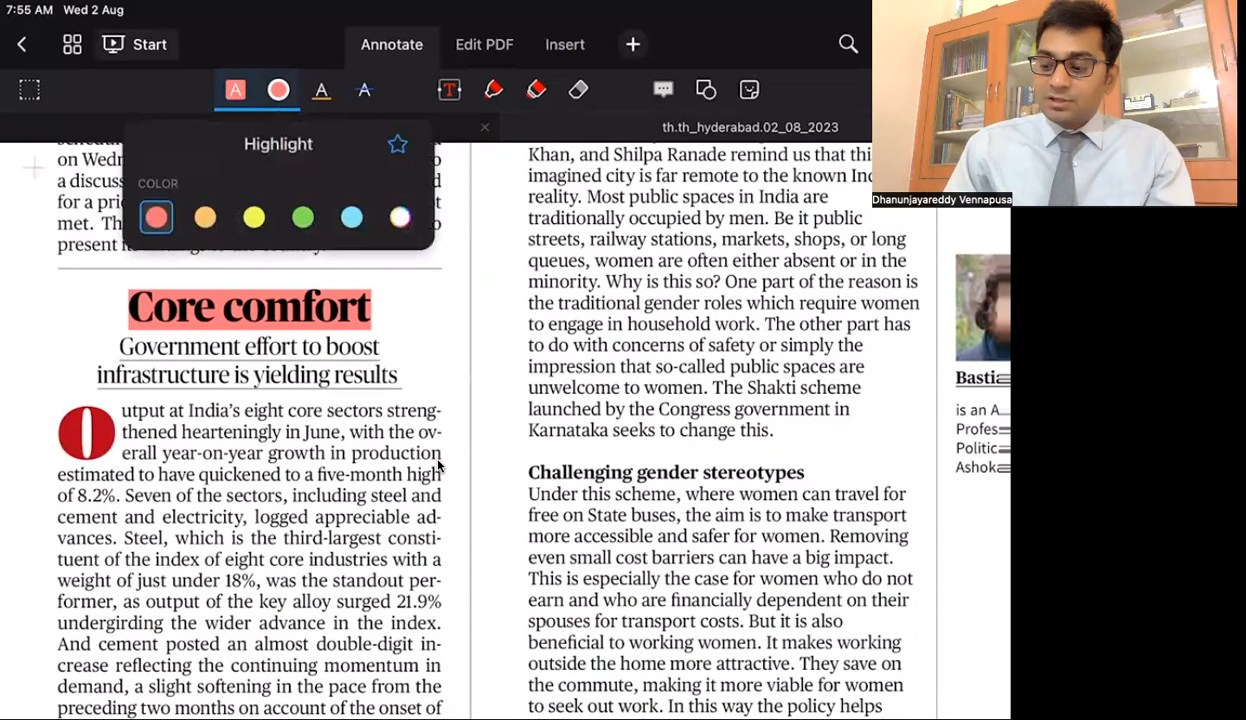 7:55 AM Wed 2 Aug
Start
Annotate
Edit PDF
Insert
A
A
A
T
th.th_hyderabad.02_08_2023
Highlight
COLOR
Dhanunjayareddy Vennapusa
on Wedn
a discus
for a pri
met. Th
present
Core comfort
Government effort to boost
infrastructure is yielding results
Output at India's eight core sectors streng-
thened hearteningly in June, with the ov-
erall year-on-year growth in production
estimated to have quickened to a five-month high
of 8.2%. Seven of the sectors, including steel and
cement and electricity, logged appreciable ad-
vances. Steel, which is the third-largest consti-
tuent of the index of eight core industries with a
weight of just under 18%, was the standout per-
former, as output of the key alloy surged 21.9%
undergirding the wider advance in the index.
And cement posted an almost double-digit in-
crease reflecting the continuing momentum in
demand, a slight softening in the pace from the
preceding two months on account of the onset of
Khan, and Shilpa Ranade remind us that thi
imagined city is far remote to the known Inc
reality. Most public spaces in India are
traditionally occupied by men. Be it public
streets, railway stations, markets, shops, or long
queues, women are often either absent or in the
minority. Why is this so? One part of the reason is
the traditional gender roles which require women
to engage in household work. The other part has
to do with concerns of safety or simply the
impression that so-called public spaces are
unwelcome to women. The Shakti scheme
launched by the Congress government in
Karnataka seeks to change this.
Challenging gender stereotypes
Under this scheme, where women can travel for
free on State buses, the aim is to make transport
more accessible and safer for women. Removing
even small cost barriers can have a big impact.
This is especially the case for women who do not
earn and who are financially dependent on their
spouses for transport costs. But it is also
beneficial to working women. It makes working
outside the home more attractive. They save on
the commute, making it more viable for women
to seek out work. In this way the policy helps
Basti
is an A
Profes
Politic
Ashok